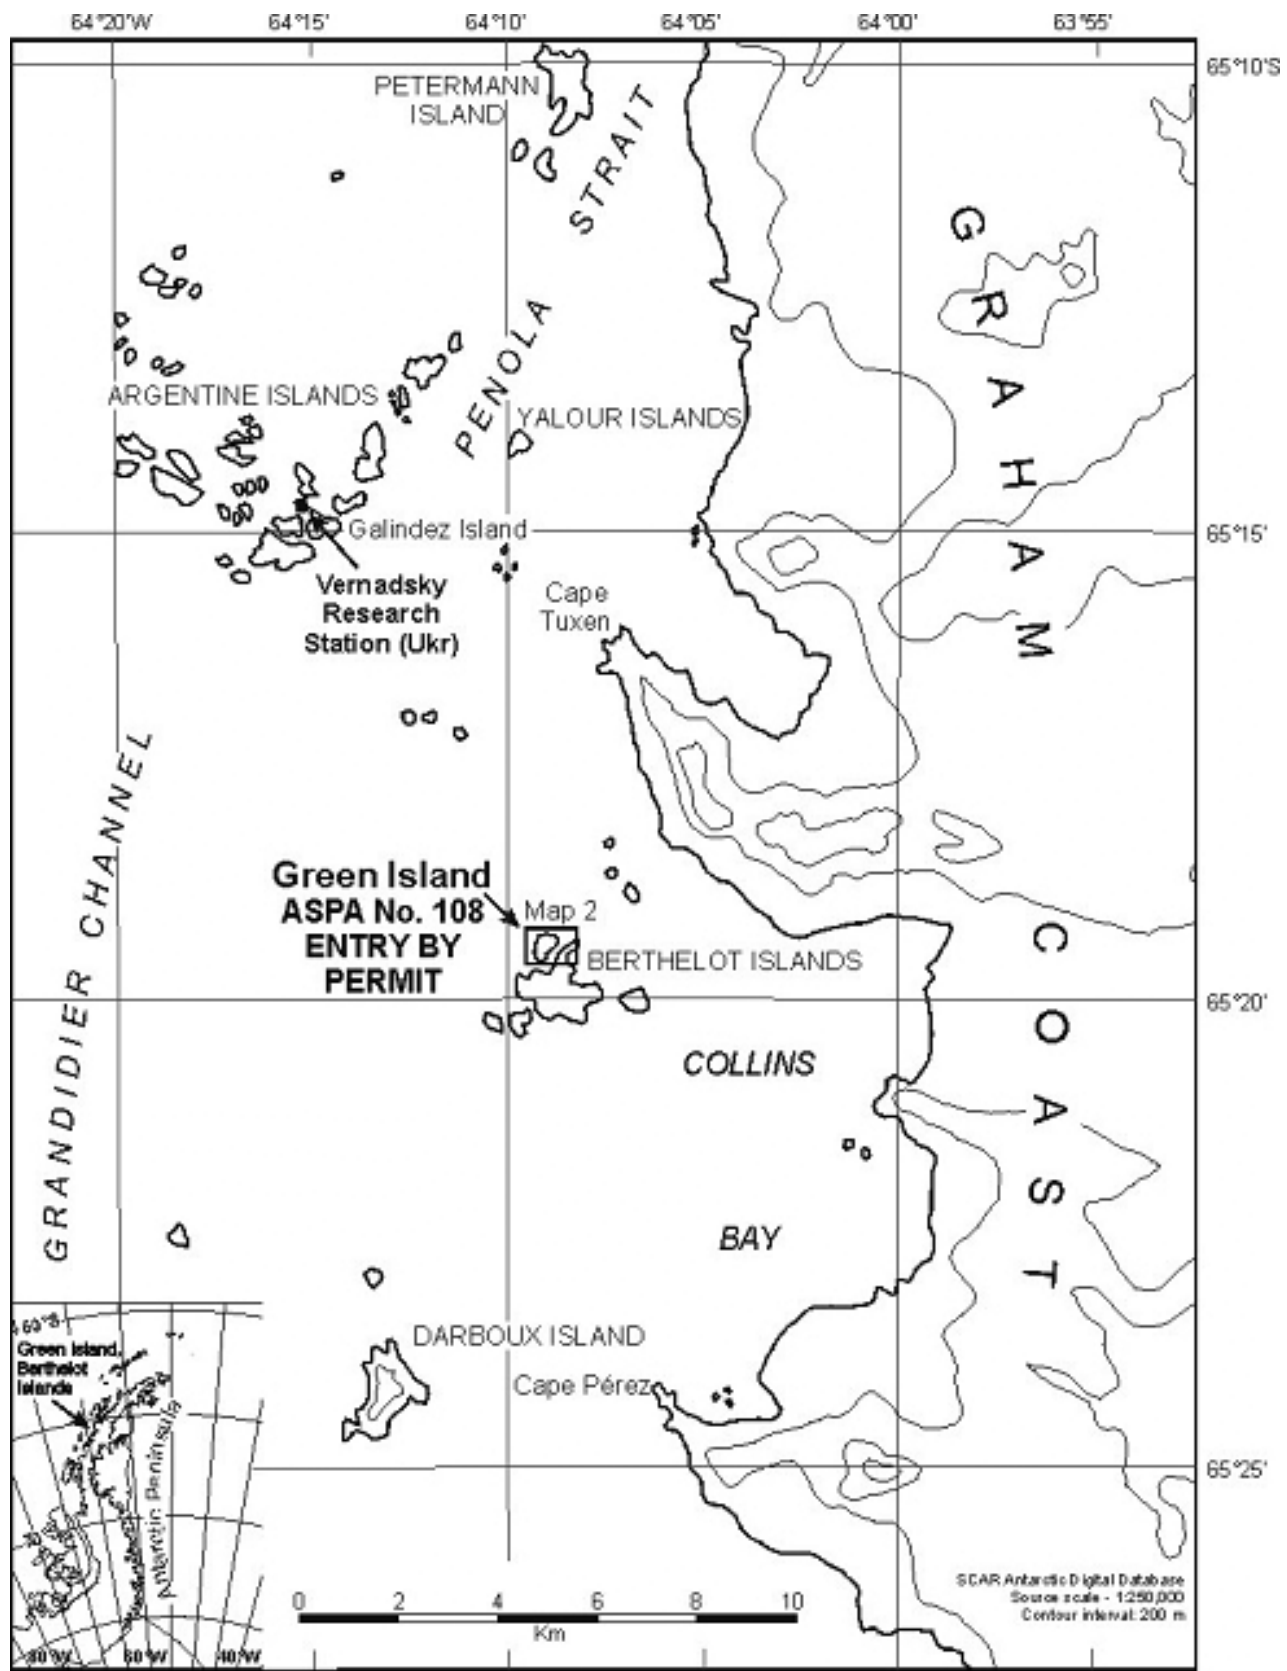 64°20'W 64°15' 64°10' 64°05' 64°00' 63°55'
65°10'S
PETERMANN
ISLAND
PENOLA STRAIT
GRAHAM COAST
ARGENTINE ISLANDS
YALOUR ISLANDS
Galindez Island
65°15'
Vernadsky
Research
Station (Ukr)
Cape
Tuxen
GRANDIDIER CHANNEL
Green Island
ASPA No. 108
ENTRY BY
PERMIT
Map 2
BERTHELOT ISLANDS
65°20'
COLLINS
BAY
DARBOUX ISLAND
Cape Pérez
65°25'
60°S
Green Island,
Berthelot
Islands
Antarctic Peninsula
80°W 60°W 40°W
0 2 4 6 8 10
Km
SCAR Antarctic Digital Database
Source scale - 1:250,000
Contour interval: 200 m